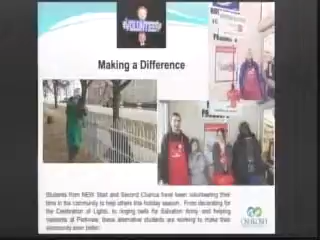 VOLUNTEER
Making a Difference
Students from NEW Start and Second Chance have been volunteering their
time in the community to help others this holiday season. From decorating for
the Celebration of Lights, to ringing bells for Salvation Army and helping
residents at Parkview, these alternative students are working to make their
community even better.
OSHKOSH